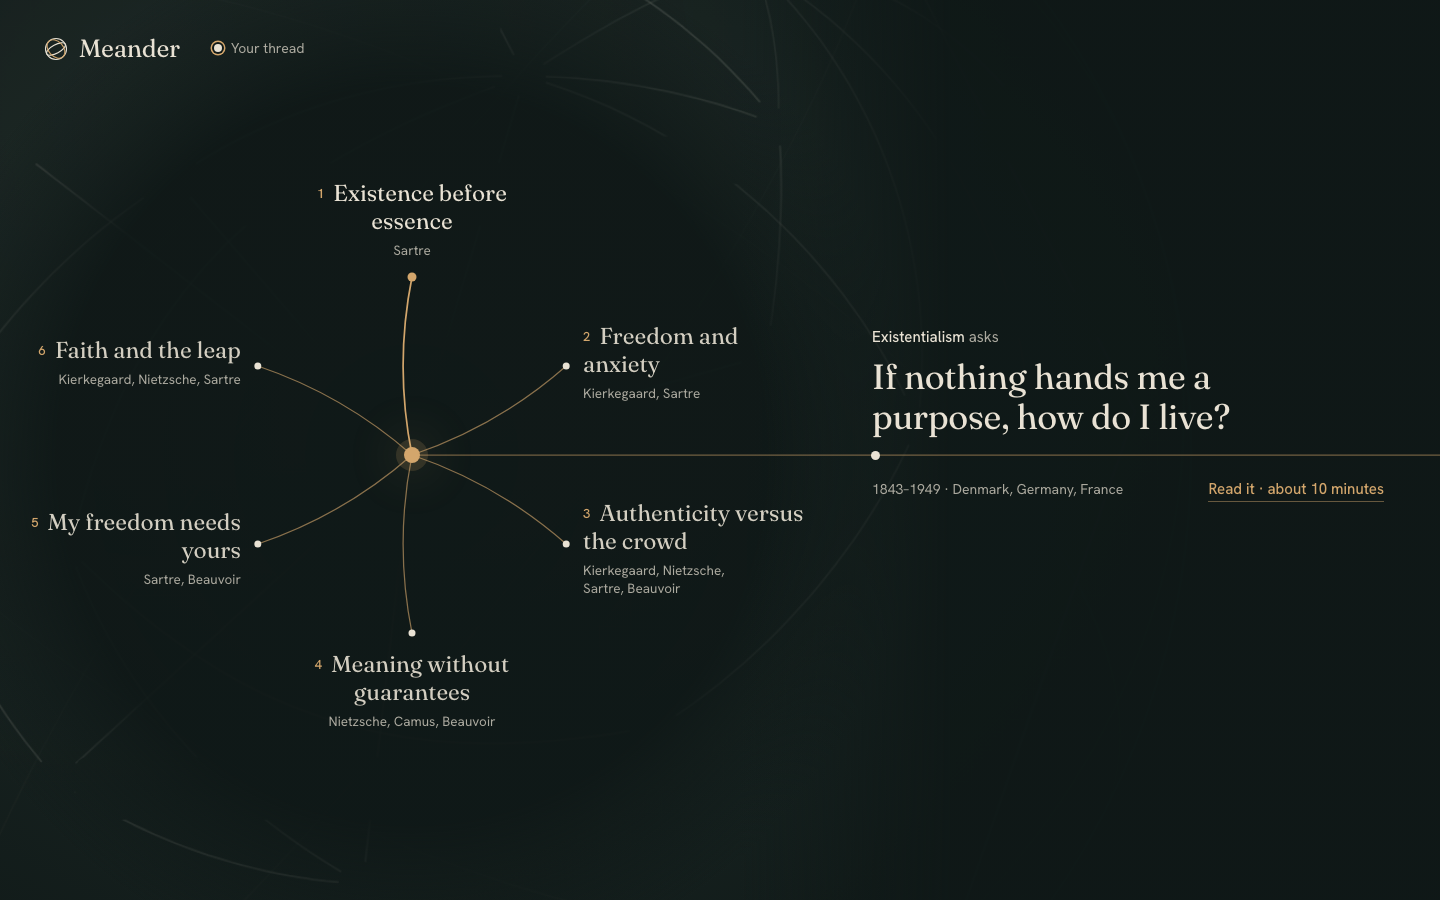 Meander
Your thread
1 Existence before
essence
Sartre
2 Freedom and
anxiety
Kierkegaard, Sartre
3 Authenticity versus
the crowd
Kierkegaard, Nietzsche,
Sartre, Beauvoir
4 Meaning without
guarantees
Nietzsche, Camus, Beauvoir
5 My freedom needs
yours
Sartre, Beauvoir
6 Faith and the leap
Kierkegaard, Nietzsche, Sartre
Existentialism asks
If nothing hands me a
purpose, how do I live?
1843–1949 · Denmark, Germany, France
Read it · about 10 minutes